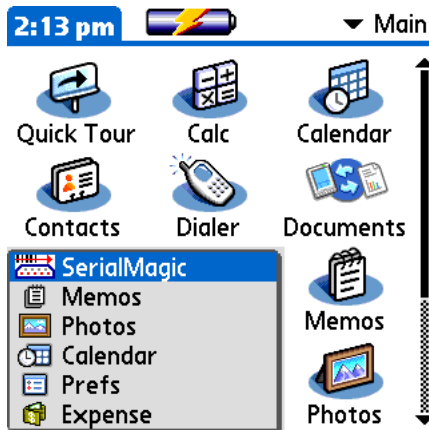 2:13 pm
Main
Quick Tour
Calc
Calendar
Contacts
Dialer
Documents
SerialMagic
Memos
Photos
Calendar
Prefs
Expense
Memos
Photos